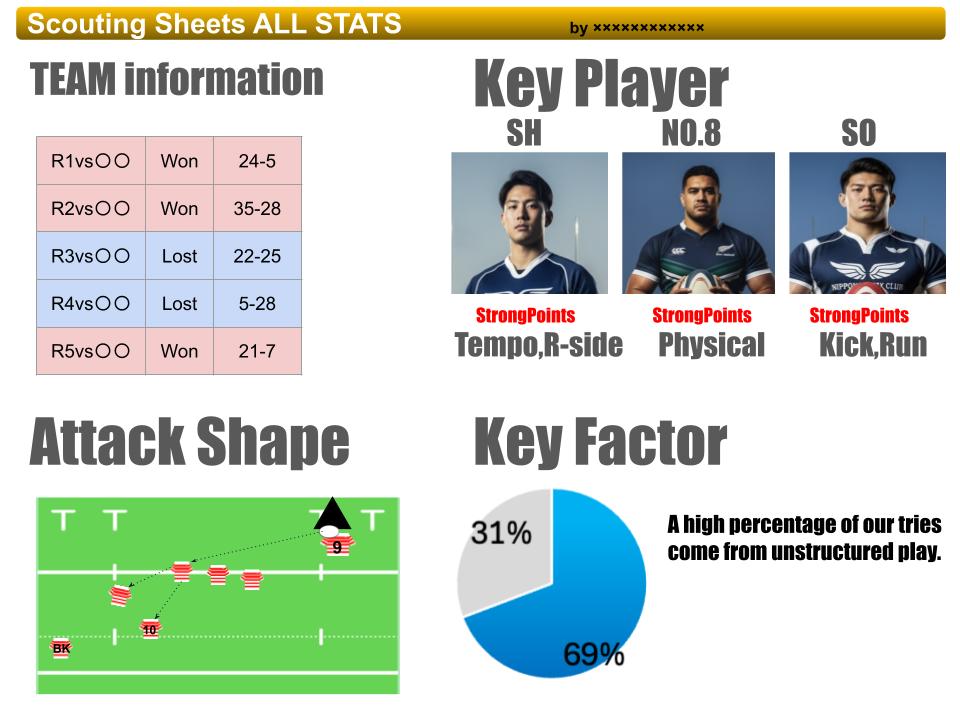 Scouting Sheets ALL STATS
by ××××××××××××
TEAM information
R1vs〇〇 Won 24-5
R2vs〇〇 Won 35-28
R3vs〇〇 Lost 22-25
R4vs〇〇 Lost 5-28
R5vs〇〇 Won 21-7
Key Player
SH NO.8 SO
StrongPoints StrongPoints StrongPoints
Tempo,R-side Physical Kick,Run
Attack Shape
9
10
BK
Key Factor
31%
69%
A high percentage of our tries
come from unstructured play.